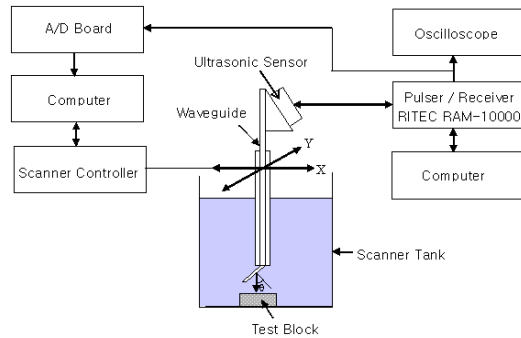 A/D Board
Oscilloscope
Ultrasonic Sensor
Computer
Pulser / Receiver
RITEC RAM-10000
Waveguide
Y
Scanner Controller
X
Computer
Scanner Tank
θ
Test Block